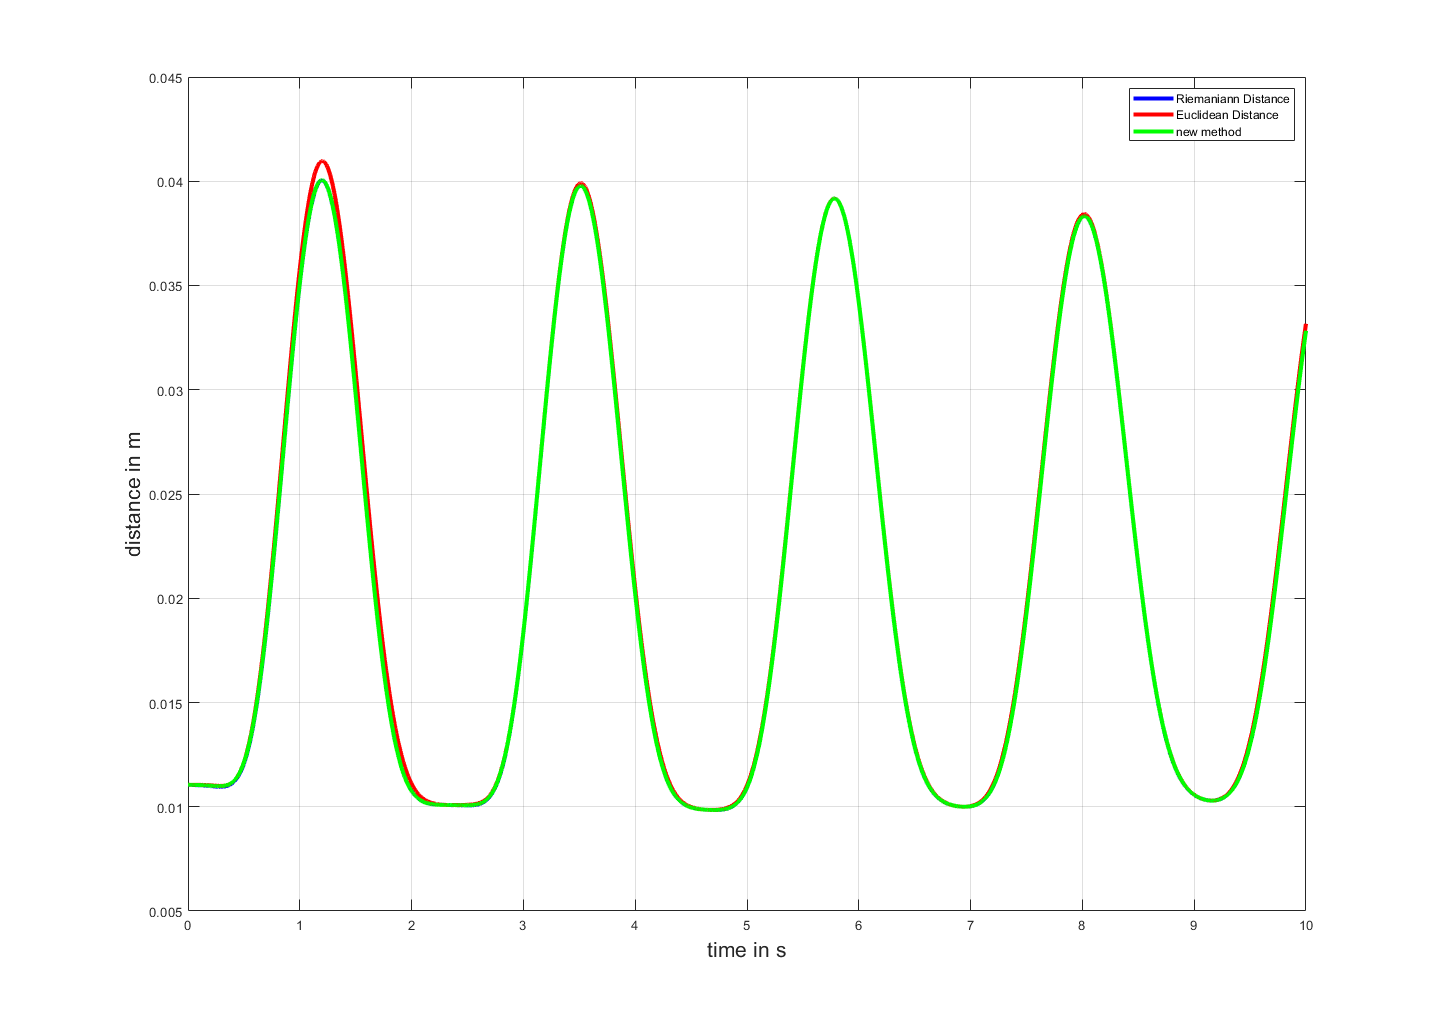 0.045
0.04
0.035
0.03
0.025
0.02
0.015
0.01
0.005
distance in m
Riemaniann Distance
Euclidean Distance
new method
0 1 2 3 4 5 6 7 8 9 10
time in s